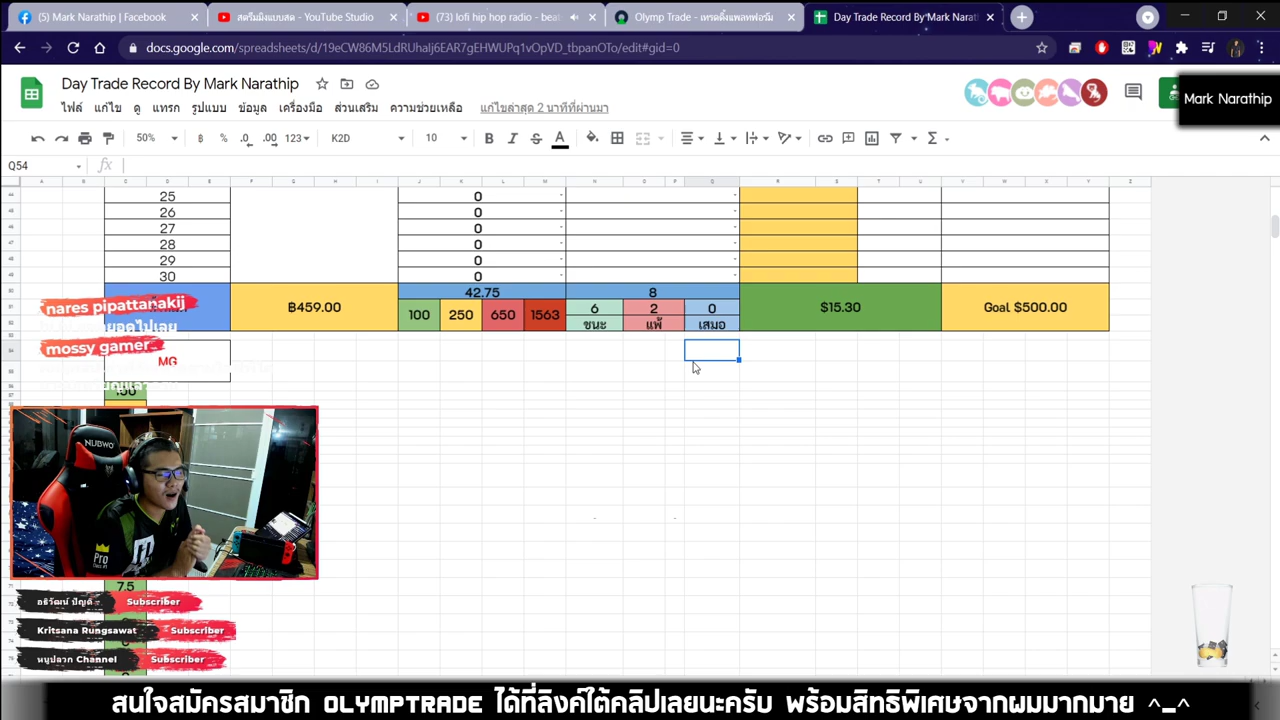 (5) Mark Narathip | Facebook
สตรีมมิงแบบสด - YouTube Studio
(73) lofi hip hop radio - bea
Olymp Trade - เทรดดิ้งแพลทฟอร์ม
Day Trade Record By Mark Narat
docs.google.com/spreadsheets/d/19eCW86M5LdRUhalj6EAR7gEHWUPq1vOpVD_tbpanOTo/edit#gid=0
Day Trade Record By Mark Narathip
Mark Narathip
ไฟล์ แก้ไข ดู แทรก รูปแบบ ข้อมูล เครื่องมือ ส่วนเสริม ความช่วยเหลือ แก้ไขล่าสุด 2 นาทีที่ผ่านมา
50% ฿ % .0 .00 123 K2D 10 B I S A Σ
Q54 fx
25 0 - - -
26 0 - - -
27 0 - - -
28 0 - - -
29 0 - - -
30 0 - - -
42.75 8
฿459.00 100 250 650 1563 6 2 0 $15.30 Goal $500.00
ชนะ แพ้ เสมอ
nares pipattanakij
mossy gamer
MG
NUBWO
Pro
7.5
อธิวัฒน์ ปัญดิ Subscriber
Kritsana Rungsawat Subscriber
หนูปลวก Channel Subscriber
สนใจสมัครสมาชิก OLYMPTRADE ได้ที่ลิงค์ใต้คลิปเลยนะครับ พร้อมสิทธิพิเศษจากผมมากมาย ^_^